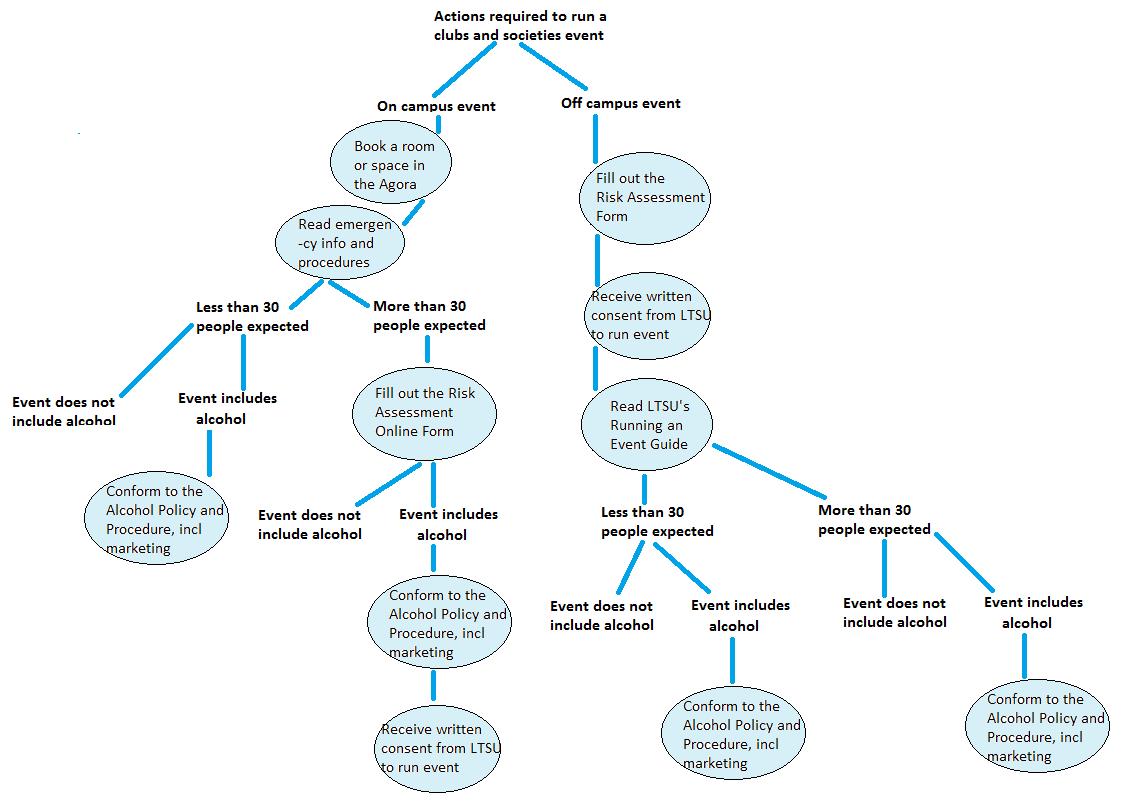 Actions required to run a
clubs and societies event
On campus event
Off campus event
Book a room
or space in
the Agora
Fill out the
Risk Assessment
Form
Read emergen
-cy info and
procedures
Receive written
consent from LTSU
to run event
Less than 30
people expected
More than 30
people expected
Event does not
include alcohol
Event includes
alcohol
Fill out the Risk
Assessment
Online Form
Read LTSU's
Running an
Event Guide
Conform to the
Alcohol Policy and
Procedure, incl
marketing
Event does not
include alcohol
Event includes
alcohol
Less than 30
people expected
More than 30
people expected
Conform to the
Alcohol Policy and
Procedure, incl
marketing
Event does not
include alcohol
Event includes
alcohol
Event does not
include alcohol
Event includes
alcohol
Receive written
consent from LTSU
to run event
Conform to the
Alcohol Policy and
Procedure, incl
marketing
Conform to the
Alcohol Policy and
Procedure, incl
marketing